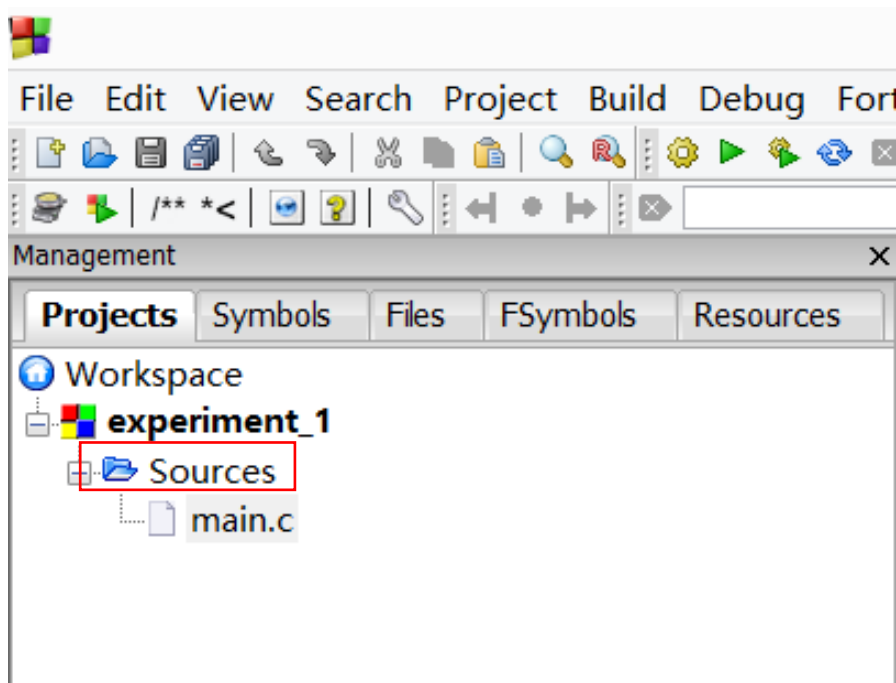 File Edit View Search Project Build Debug Fort
/** *<
Management
Projects Symbols Files FSymbols Resources
Workspace
experiment_1
Sources
main.c